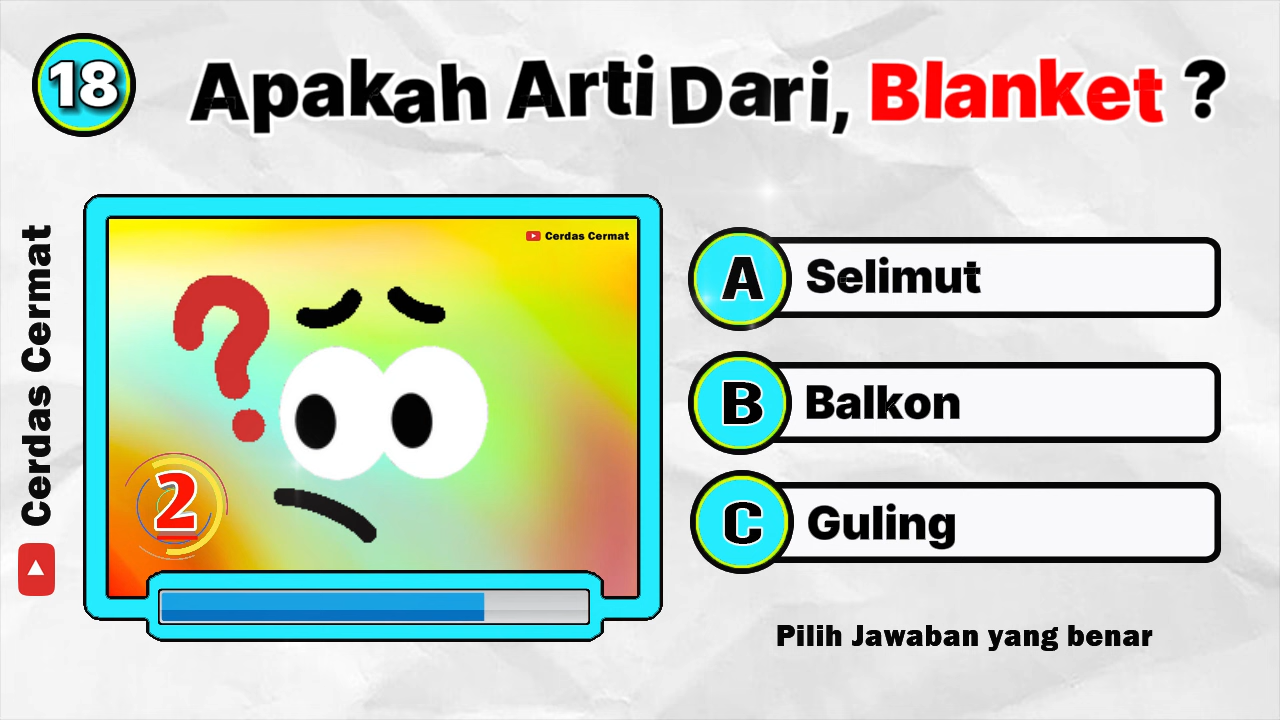 18
Apakah Arti Dari, Blanket ?
Cerdas Cermat
Cerdas Cermat
2
A Selimut
B Balkon
C Guling
Pilih Jawaban yang benar